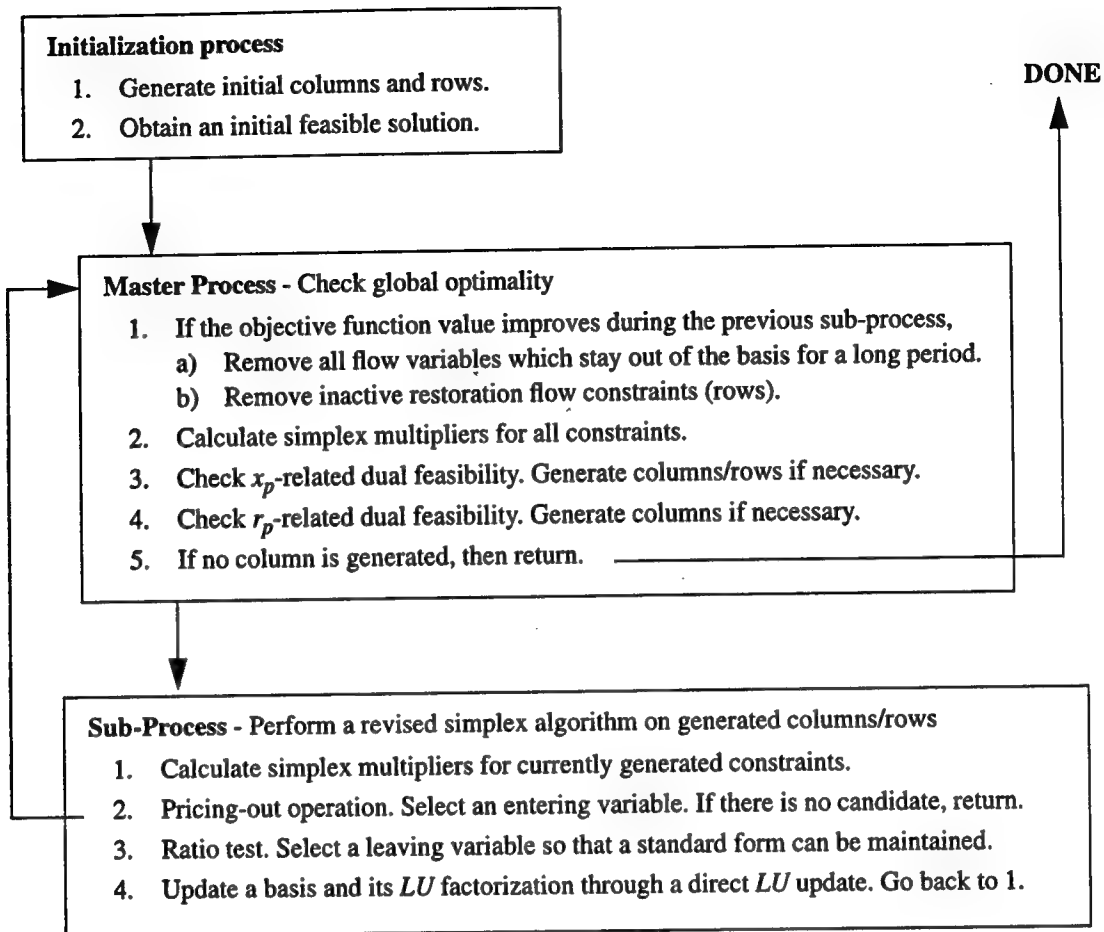 Initialization process
1. Generate initial columns and rows.
2. Obtain an initial feasible solution.
DONE
Master Process - Check global optimality
1. If the objective function value improves during the previous sub-process,
a) Remove all flow variables which stay out of the basis for a long period.
b) Remove inactive restoration flow constraints (rows).
2. Calculate simplex multipliers for all constraints.
3. Check x_p-related dual feasibility. Generate columns/rows if necessary.
4. Check r_p-related dual feasibility. Generate columns if necessary.
5. If no column is generated, then return.
Sub-Process - Perform a revised simplex algorithm on generated columns/rows
1. Calculate simplex multipliers for currently generated constraints.
2. Pricing-out operation. Select an entering variable. If there is no candidate, return.
3. Ratio test. Select a leaving variable so that a standard form can be maintained.
4. Update a basis and its LU factorization through a direct LU update. Go back to 1.